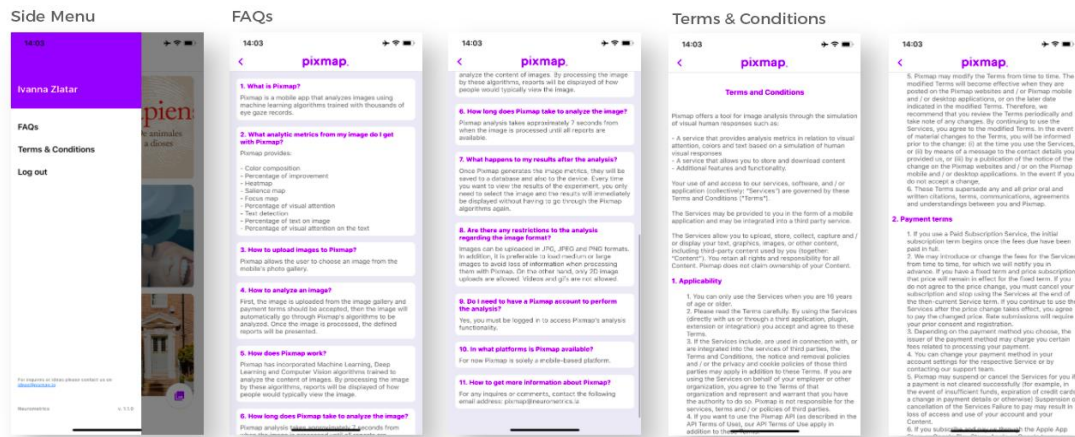 Side Menu
14:03
Ivanna Zlatar
FAQs
Terms & Conditions
Log out
piens
animales
a dioses
For inquiries or ideas please contact us on:
Neurometrics
v. 1.1.0
FAQs
14:03
pixmap.
1. What is Pixmap?
Pixmap is a mobile app that analyzes images using
machine learning algorithms trained with thousands of
eye gaze records.
2. What analytic metrics from my image do I get
with Pixmap?
Pixmap provides:
- Color composition
- Percentage of improvement
- Heatmap
- Salience map
- Focus map
- Percentage of visual attention
- Text detection
- Percentage of text on image
- Percentage of visual attention on the text
3. How to upload images to Pixmap?
Pixmap allows the user to choose an image from the
mobile's photo gallery.
4. How to analyze an image?
First, the image is uploaded from the image gallery and
payment terms should be accepted, then the image will
automatically go through Pixmap's algorithms to be
analyzed. Once the image is processed, the defined
reports will be presented.
5. How does Pixmap work?
Pixmap has incorporated Machine Learning, Deep
Learning and Computer Vision algorithms trained to
analyze the content of images. By processing the image
by these algorithms, reports will be displayed of how
people would typically view the image.
6. How long does Pixmap take to analyze the image?
Pixmap analysis takes approximately 7 seconds from
when the image is processed until all reports are
14:03
pixmap.
analyze the content of images. By processing the image
by these algorithms, reports will be displayed of how
people would typically view the image.
6. How long does Pixmap take to analyze the image?
Pixmap analysis takes approximately 7 seconds from
when the image is processed until all reports are
available.
7. What happens to my results after the analysis?
Once Pixmap generates the image metrics, they will be
saved to a database and also to the device. Every time
you want to view the results of the experiment, you only
need to select the image and the results will immediately
be displayed without having to go through the Pixmap
algorithms again.
8. Are there any restrictions to the analysis
regarding the image format?
Images can be uploaded in JPG, JPEG and PNG formats.
In addition, it is preferable to load medium or large
images to avoid loss of information when processing
them with Pixmap. On the other hand, only 2D image
uploads are allowed. Videos and gifs are not allowed.
9. Do I need to have a Pixmap account to perform
the analysis?
Yes, you must be logged in to access Pixmap's analysis
functionality.
10. In what platforms is Pixmap available?
For now Pixmap is solely a mobile-based platform.
11. How to get more information about Pixmap?
For any inquiries or comments, contact the following
email address: pixmap@neurometrics.la
Terms & Conditions
14:03
pixmap.
Terms and Conditions
Pixmap offers a tool for image analysis through the simulation
of visual human responses such as:
- A service that provides analysis metrics in relation to visual
attention, colors and text based on a simulation of human
visual responses
- A service that allows you to store and download content
- Additional features and functionality.
Your use of and access to our services, software, and / or
application (collectively: "Services") are governed by these
Terms and Conditions ("Terms").
The Services may be provided to you in the form of a mobile
application and may be integrated into a third party service.
The Services allow you to upload, store, collect, capture and /
or display your text, graphics, images, or other content,
including third-party content used by you (together:
"Content"). You retain all rights and responsibility for all
Content. Pixmap does not claim ownership of your Content.
1. Applicability
1. You can only use the Services when you are 16 years
of age or older.
2. Please read the Terms carefully. By using the Services
(directly with us or through a third application, plugin,
extension or integration) you accept and agree to these
Terms.
3. If the Services include, are used in connection with, or
are integrated into the services of third parties, the
Terms and Conditions, the notice and removal policies
and / or the privacy and cookie policies of those third
parties may apply in addition to these Terms. If you are
using the Services on behalf of your employer or other
organization, you agree to the Terms of that
organization and represent and warrant that you have
the authority to do so. Pixmap is not responsible for the
services, terms and / or policies of third parties.
4. If you want to use the Pixmap API (as described in the
API Terms of Uses, our API Terms of Use apply in
addition to these Terms.
14:03
pixmap.
5. Pixmap may modify the Terms from time to time. The
modified Terms will become effective when they are
posted on the Pixmap websites and / or Pixmap mobile
and / or desktop applications, or on the later date
indicated in the modified Terms. Therefore, we
recommend that you review the Terms periodically and
take note of any changes. By continuing to use the
Services, you agree to the modified Terms. In the event
of material changes to the Terms, you will be informed
prior to the change: (i) at the time you use the Services,
or (ii) by means of a message to the contact details you
provided us, or (iii) by a publication of the notice of the
change on the Pixmap websites and / or on the Pixmap
mobile and / or desktop applications. In the event if you
do not accept a change,
6. These Terms supersede any and all prior oral and
written citations, terms, communications, agreements
and understandings between you and Pixmap.
2. Payment terms
1. If you use a Paid Subscription Service, the initial
subscription term begins once the fees due have been
paid in full.
2. We may introduce or change the fees for the Services
from time to time, for which we will notify you in
advance. If you have a fixed term and price subscription,
that price will remain in effect for the fixed term. If you
do not agree to the price change, you must cancel your
subscription and stop using the Services at the end of
the then-current Service term. If you continue to use the
Services after the price change takes effect, you agree
to pay the changed price. Rate submissions will require
your prior consent and registration.
3. Depending on the payment method you choose, the
issuer of the payment method may charge you certain
fees related to processing your payment.
4. You can change your payment method in your
account settings for the respective Service or by
contacting our support team.
5. Pixmap may suspend or cancel the Services for you if
a payment is not cleared successfully (for example, in
the event of insufficient funds, expiration of credit cards,
a change in payment details or otherwise) Suspension or
cancellation of the Services Failure to pay may result in
loss of access and use of your account and your
Content.
6. If you subscribe and pay us through the Apple App